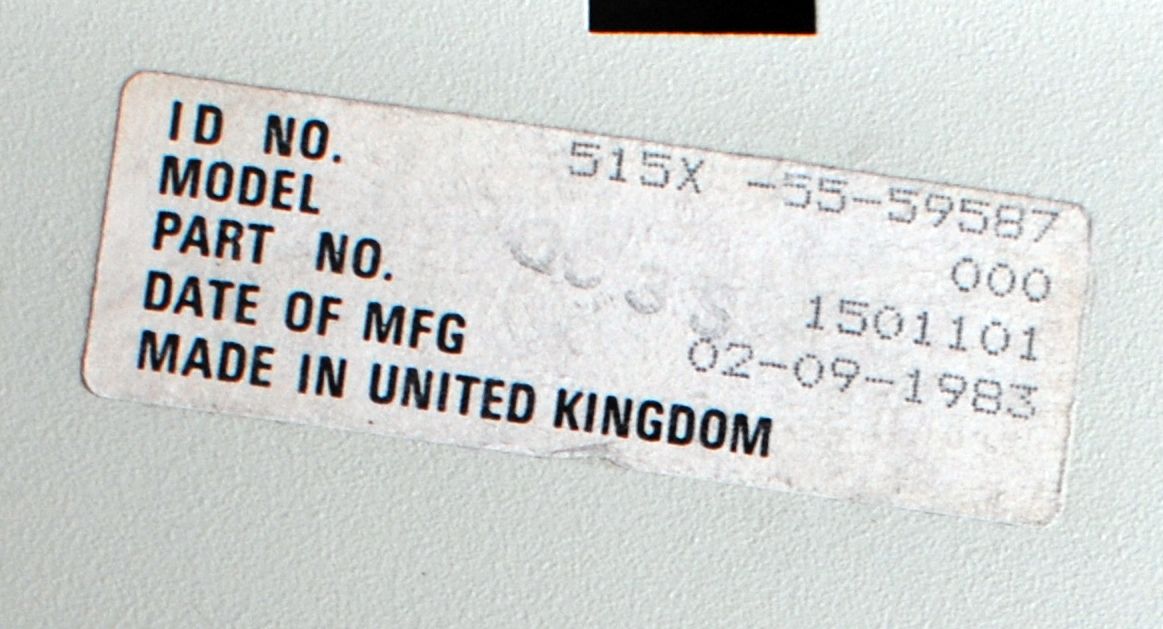 ID NO. 515X -55-59587
MODEL 000
PART NO. 1501101
DATE OF MFG 02-09-1983
MADE IN UNITED KINGDOM